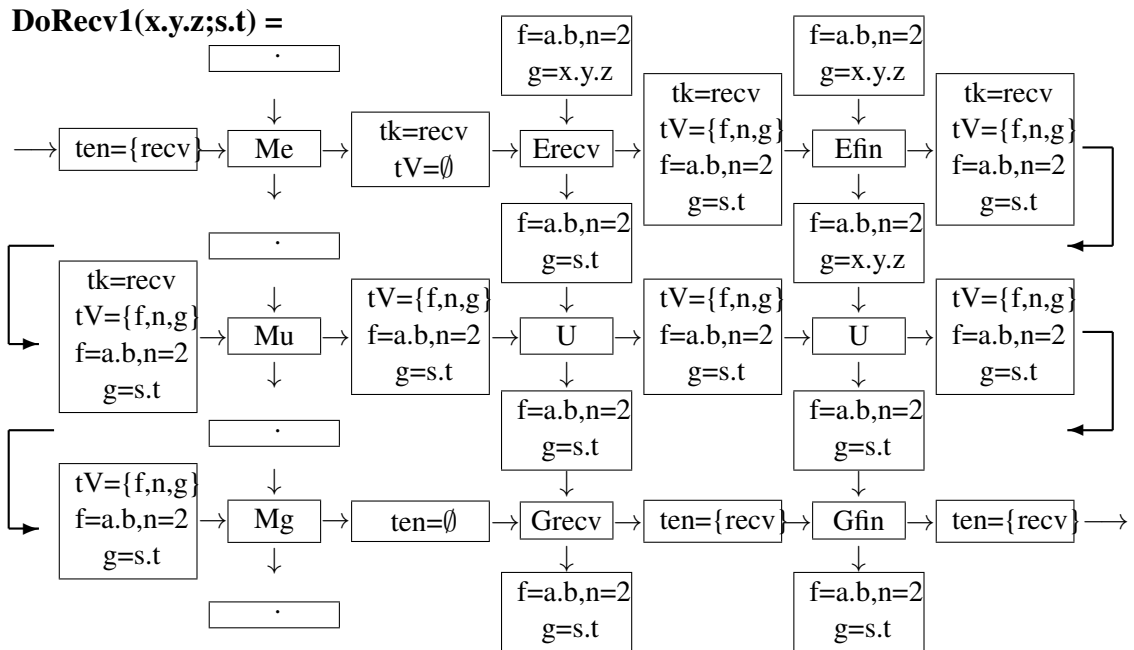 DoRecv1(x.y.z;s.t) =
.
f=a.b,n=2
g=x.y.z
f=a.b,n=2
g=x.y.z
ten={recv}
Me
tk=recv
tV=∅
Erecv
tk=recv
tV={f,n,g}
f=a.b,n=2
g=s.t
Efin
tk=recv
tV={f,n,g}
f=a.b,n=2
g=s.t
.
f=a.b,n=2
g=s.t
f=a.b,n=2
g=x.y.z
tk=recv
tV={f,n,g}
f=a.b,n=2
g=s.t
Mu
tV={f,n,g}
f=a.b,n=2
g=s.t
U
tV={f,n,g}
f=a.b,n=2
g=s.t
U
tV={f,n,g}
f=a.b,n=2
g=s.t
.
f=a.b,n=2
g=s.t
f=a.b,n=2
g=s.t
tV={f,n,g}
f=a.b,n=2
g=s.t
Mg
ten=∅
Grecv
ten={recv}
Gfin
ten={recv}
.
f=a.b,n=2
g=s.t
f=a.b,n=2
g=s.t